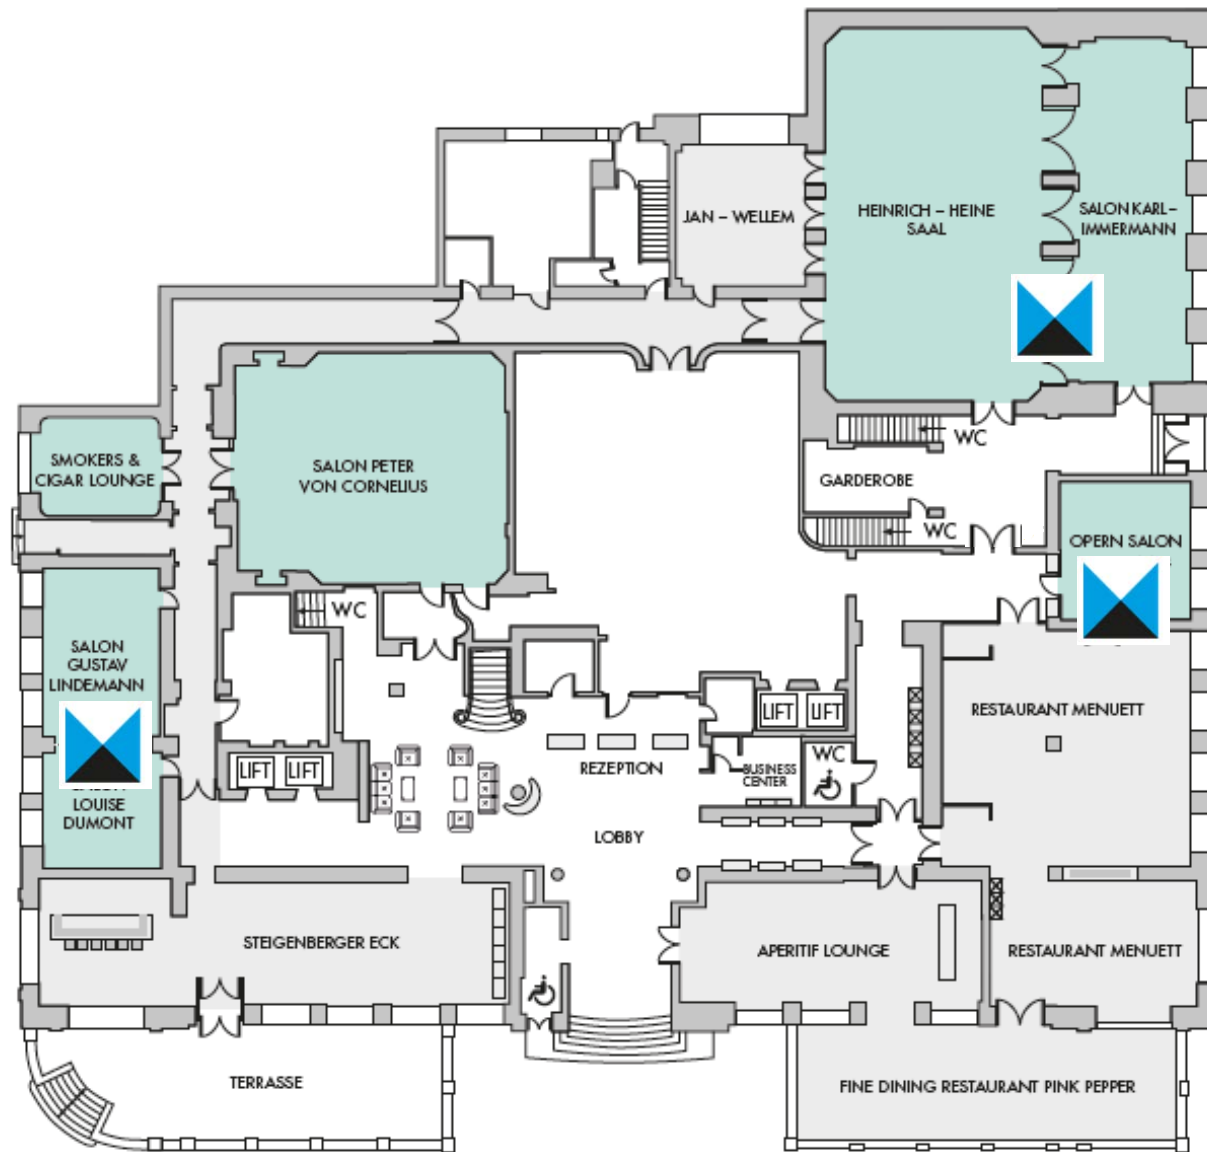 HEINRICH – HEINE
SAAL
SALON KARL –
IMMERMANN
JAN – WELLEM
SMOKERS &
CIGAR LOUNGE
SALON PETER
VON CORNELIUS
WC
GARDEROBE
WC
OPERN SALON
WC
SALON
GUSTAV
LINDEMANN
LOUISE
DUMONT
LIFT
LIFT
REZEPTION
LIFT
LIFT
BUSINESS
CENTER
WC
RESTAURANT MENUETT
LOBBY
STEIGENBERGER ECK
APERITIF LOUNGE
RESTAURANT MENUETT
TERRASSE
FINE DINING RESTAURANT PINK PEPPER